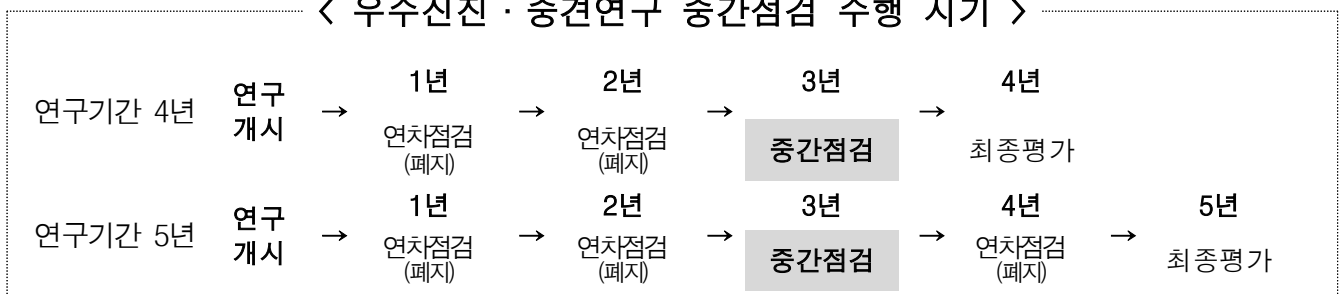 < 우수신진 · 중견연구 중간점검 수행 시기 >
1년 2년 3년 4년
연구기간 4년 연구 개시 → → → →
연차점검 (폐지) 연차점검 (폐지) 중간점검 최종평가
1년 2년 3년 4년 5년
연구기간 5년 연구 개시 → → → → →
연차점검 (폐지) 연차점검 (폐지) 중간점검 연차점검 (폐지) 최종평가